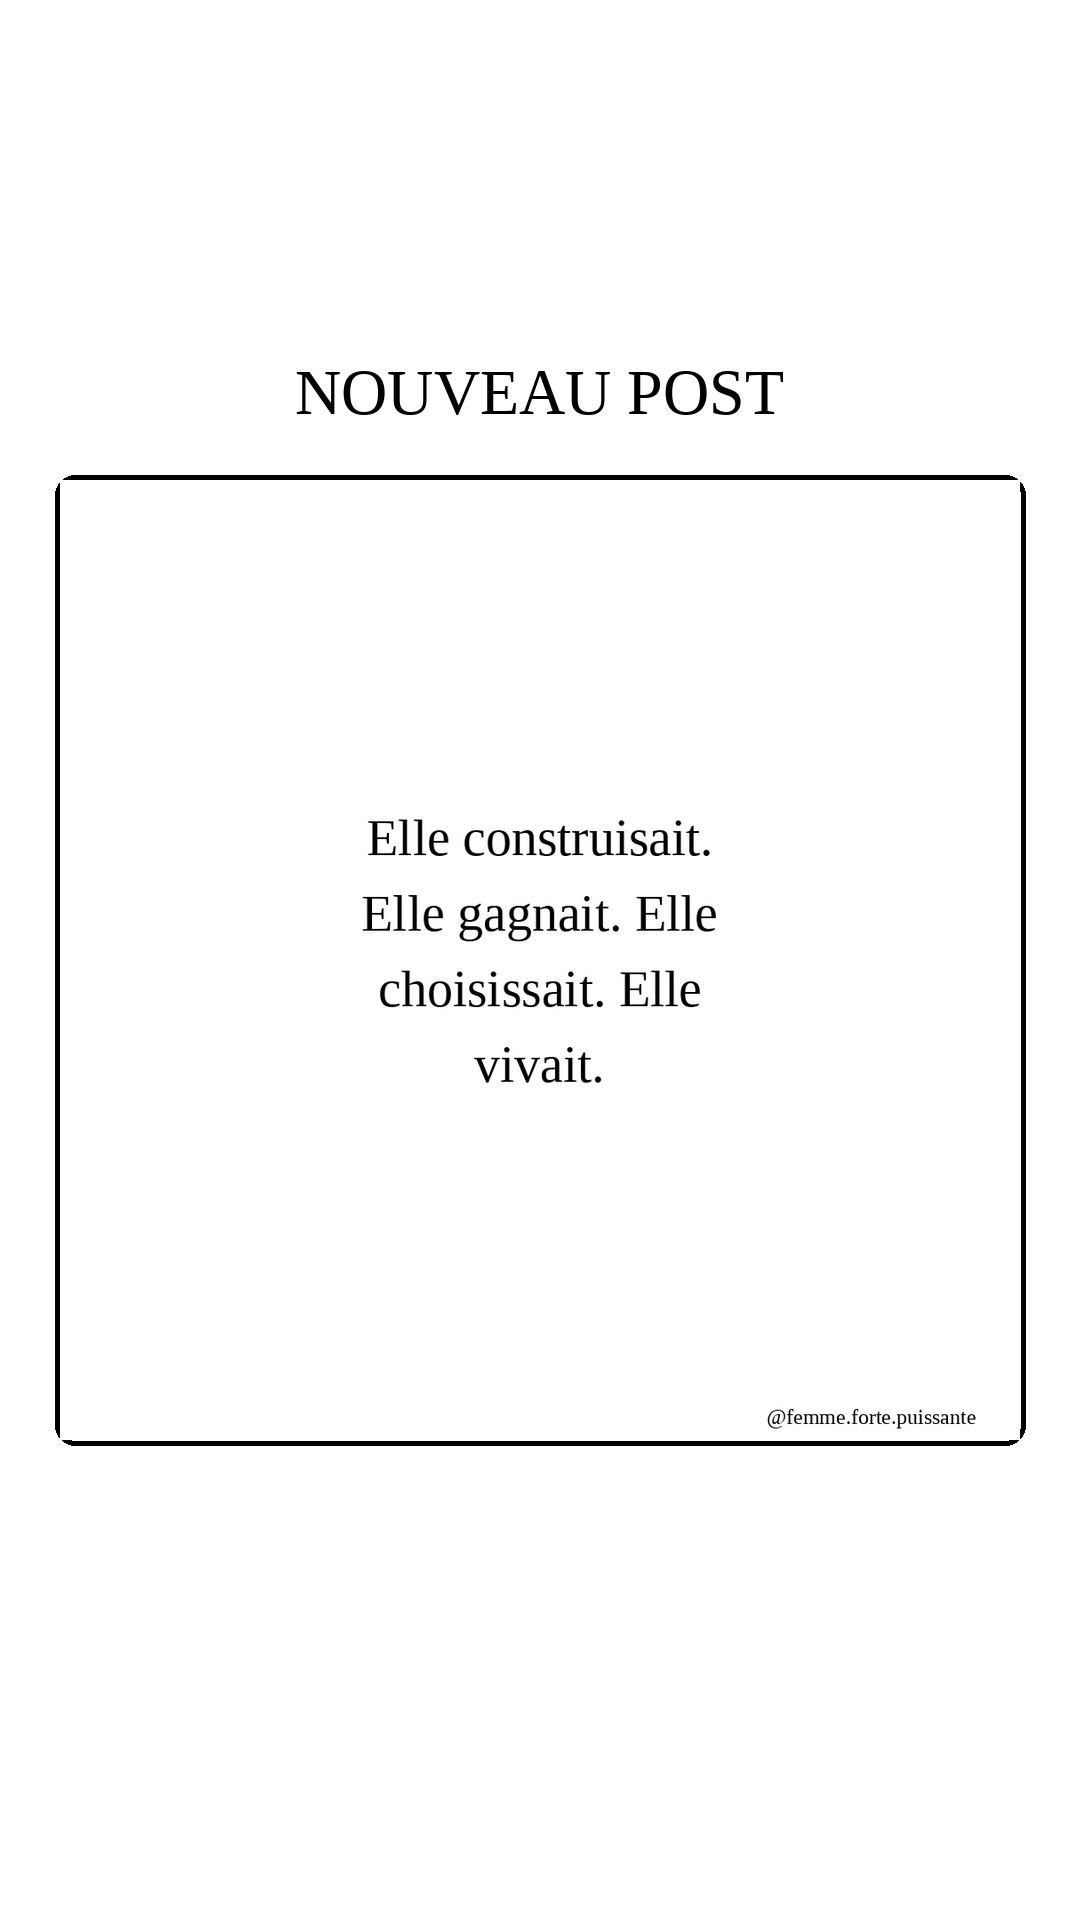 NOUVEAU POST
Elle construisait.
Elle gagnait. Elle
choisissait. Elle
vivait.
@femme.forte.puissante